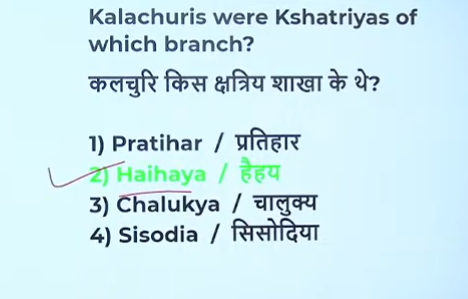 Kalachuris were Kshatriyas of
which branch?
कलचुरि किस क्षत्रिय शाखा के थे?
1) Pratihar / प्रतिहार
2) Haihaya / हैहय
3) Chalukya / चालुक्य
4) Sisodia / सिसोदिया